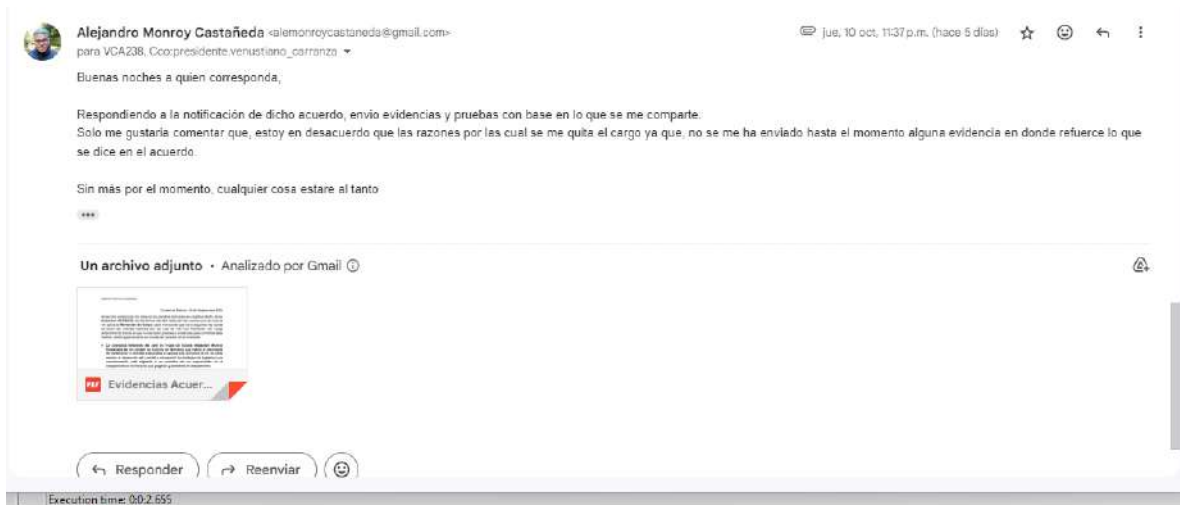 Alejandro Monroy Castañeda <alemonroycastaneda@gmail.com>
jue, 10 oct, 11:37 p.m. (hace 5 días)
para VCA238, Cco:presidente.venustiano_carranza
Buenas noches a quien corresponda,
Respondiendo a la notificación de dicho acuerdo, envio evidencias y pruebas con base en lo que se me comparte.
Solo me gustaria comentar que, estoy en desacuerdo que las razones por las cual se me quita el cargo ya que, no se me ha enviado hasta el momento alguna evidencia en donde refuerce lo que
se dice en el acuerdo.
Sin más por el momento, cualquier cosa estare al tanto
Un archivo adjunto • Analizado por Gmail
PDF Evidencias Acuer...
Responder Reenviar
Execution time: 0:0:2.655